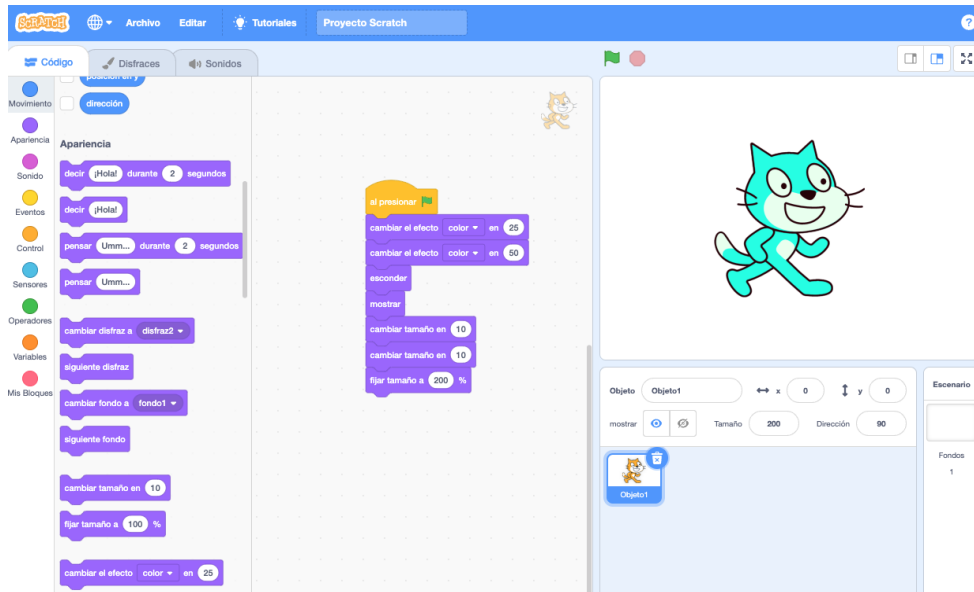 SCRATCH Archivo Editar Tutoriales Proyecto Scratch ?
Código Disfraces Sonidos
Movimiento
Apariencia
Sonido
Eventos
Control
Sensores
Operadores
Variables
Mis Bloques
posición en y
dirección
Apariencia
decir ¡Hola! durante 2 segundos
decir ¡Hola!
pensar Umm... durante 2 segundos
pensar Umm...
cambiar disfraz a disfraz2
siguiente disfraz
cambiar fondo a fondo1
siguiente fondo
cambiar tamaño en 10
fijar tamaño a 100 %
cambiar el efecto color en 25
al presionar
cambiar el efecto color en 25
cambiar el efecto color en 50
esconder
mostrar
cambiar tamaño en 10
cambiar tamaño en 10
fijar tamaño a 200 %
Objeto Objeto1 x 0 y 0
mostrar Tamaño 200 Dirección 90
Objeto1
Escenario
Fondos
1